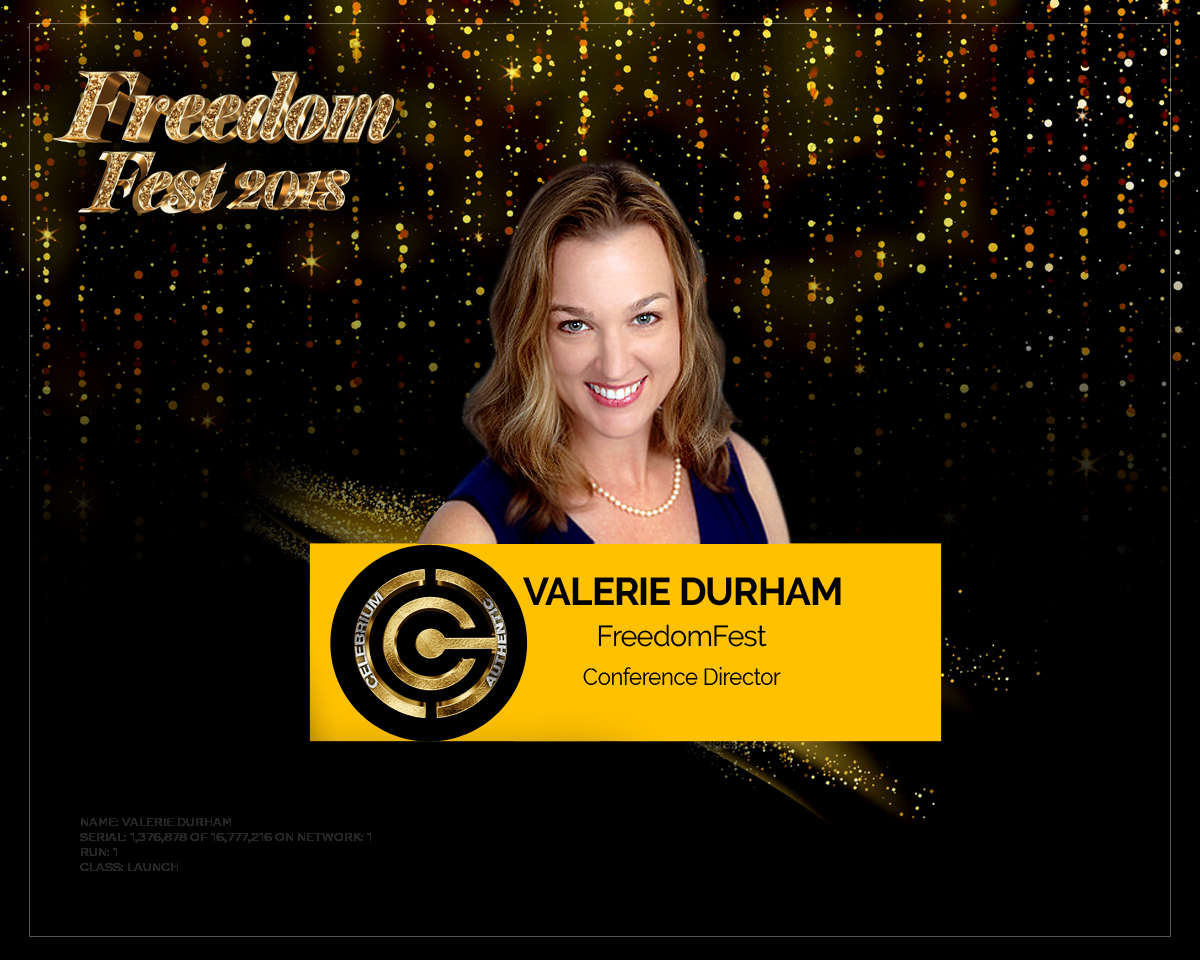 Freedom
Fest 2018
CELEBRIUM
AUTHENTIC
VALERIE DURHAM
FreedomFest
Conference Director
NAME: VALERIE DURHAM
SERIAL: 1,376,878 OF 16,777,216 ON NETWORK: 1
RUN: 1
CLASS: LAUNCH